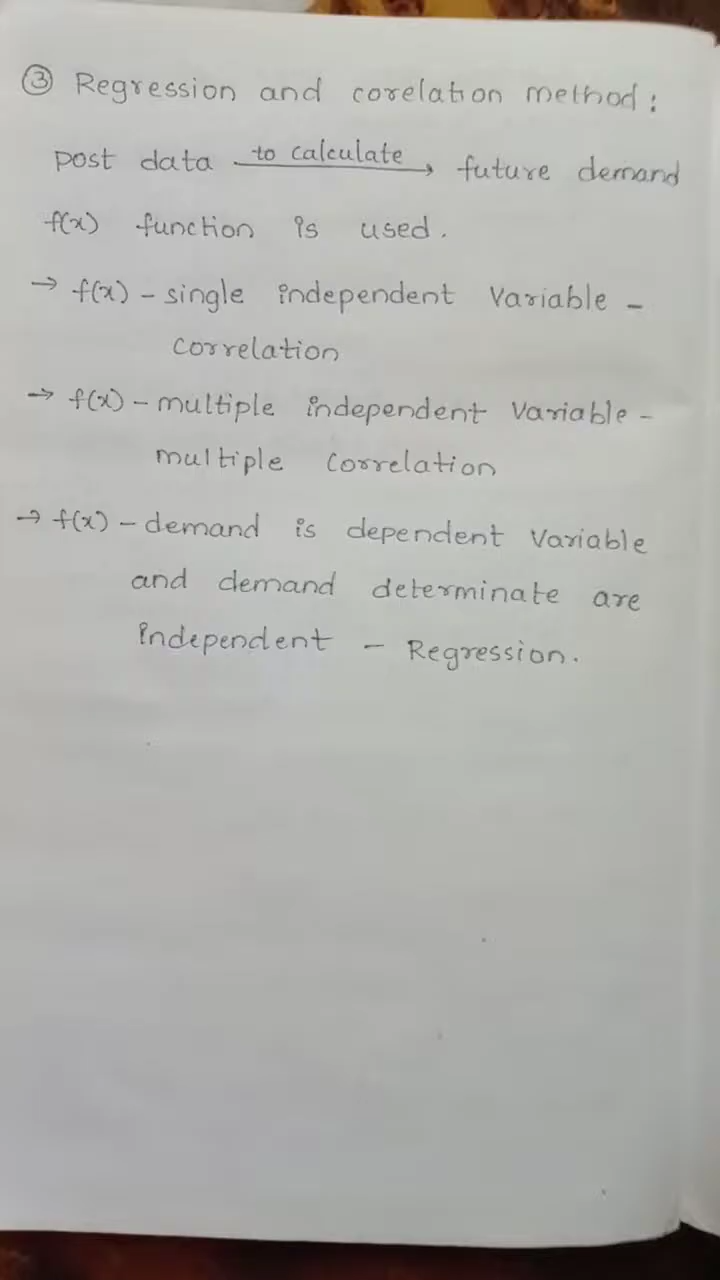 ③ Regression and corelation method:
post data to calculate → future demand
f(x) function is used.
→ f(x) - single independent Variable -
correlation
→ f(x) - multiple independent Variable -
multiple correlation
→ f(x) - demand is dependent Variable
and demand determinate are
independent - Regression.